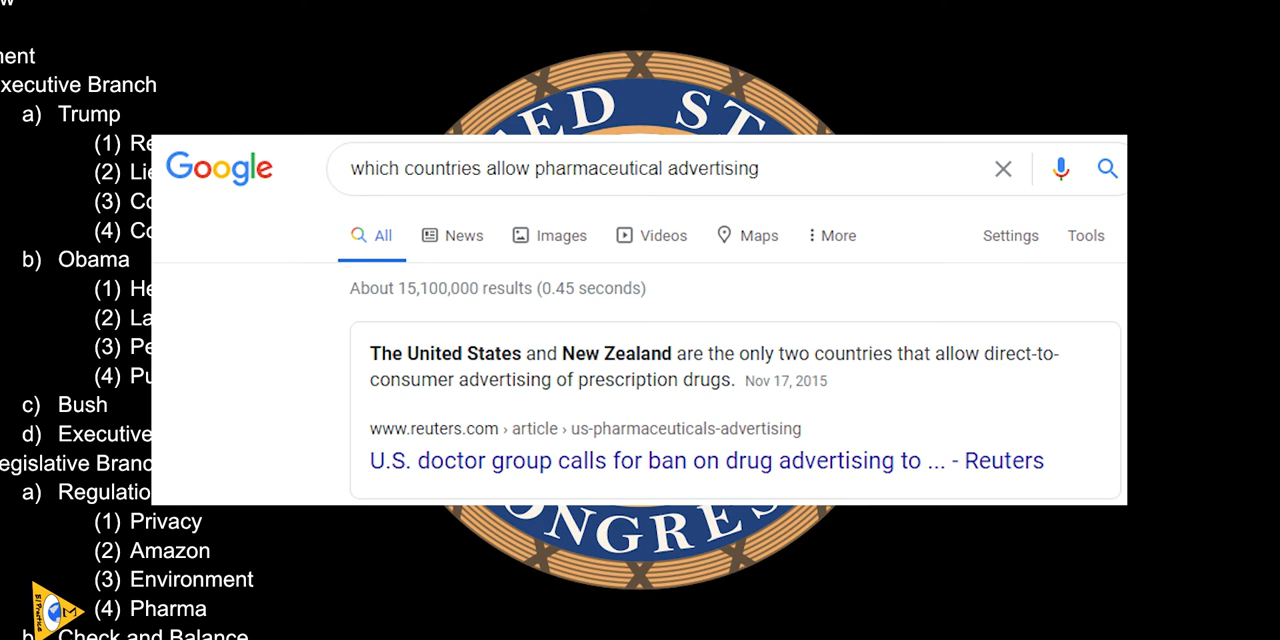 w
ment
xecutive Branch
a) Trump
(1) Re
(2) Lie
(3) Co
(4) Co
b) Obama
(1) He
(2) La
(3) Pe
(4) Pu
c) Bush
d) Executive
egislative Branc
a) Regulatio
(1) Privacy
(2) Amazon
(3) Environment
(4) Pharma
b) Check and Balance
ED ST
Google
which countries allow pharmaceutical advertising
All News Images Videos Maps More Settings Tools
About 15,100,000 results (0.45 seconds)
The United States and New Zealand are the only two countries that allow direct-to-
consumer advertising of prescription drugs. Nov 17, 2015
www.reuters.com › article › us-pharmaceuticals-advertising
U.S. doctor group calls for ban on drug advertising to ... - Reuters
ONGRES